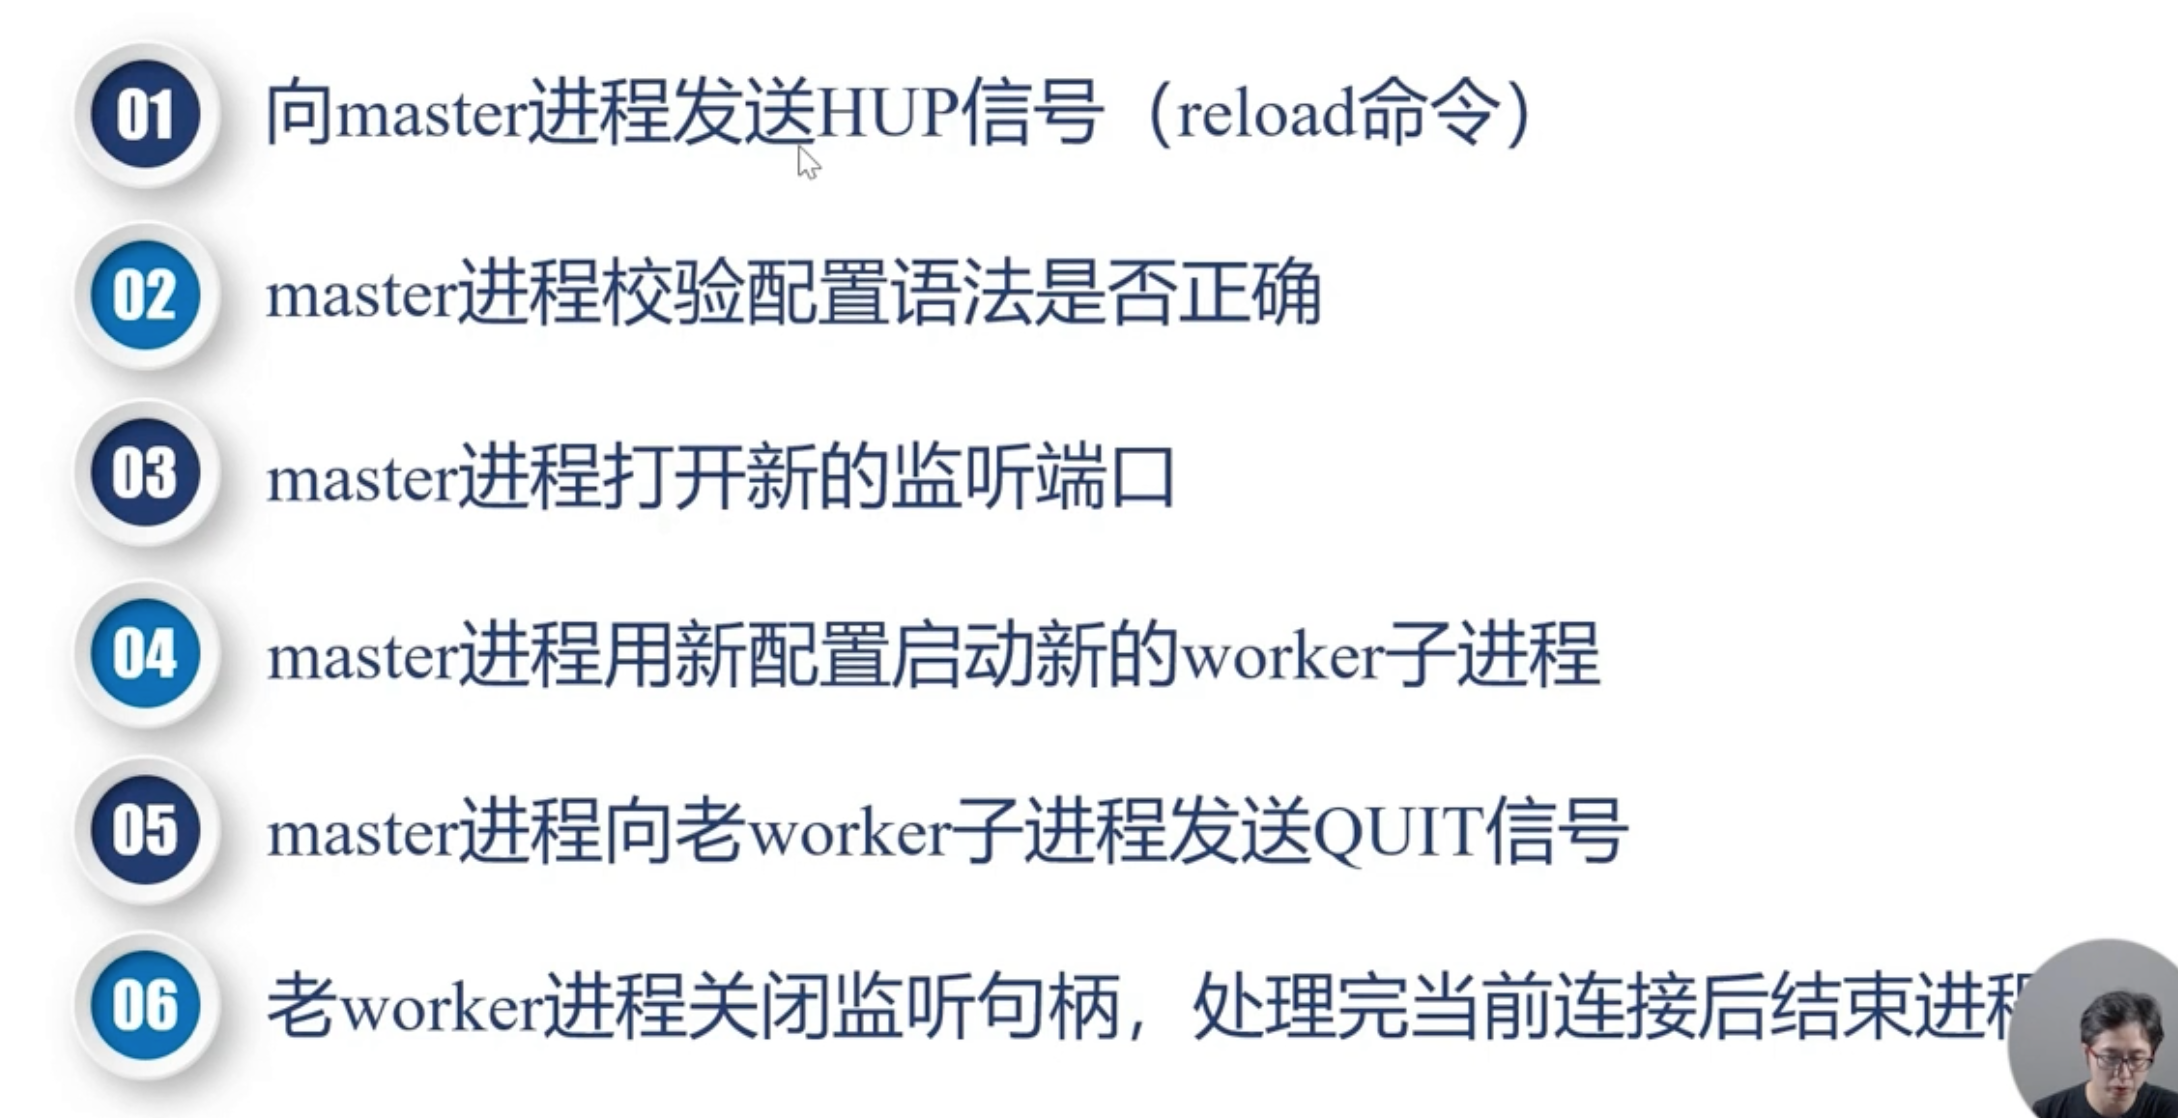 01 向master进程发送HUP信号（reload命令）
02 master进程校验配置语法是否正确
03 master进程打开新的监听端口
04 master进程用新配置启动新的worker子进程
05 master进程向老worker子进程发送QUIT信号
06 老worker进程关闭监听句柄，处理完当前连接后结束进程